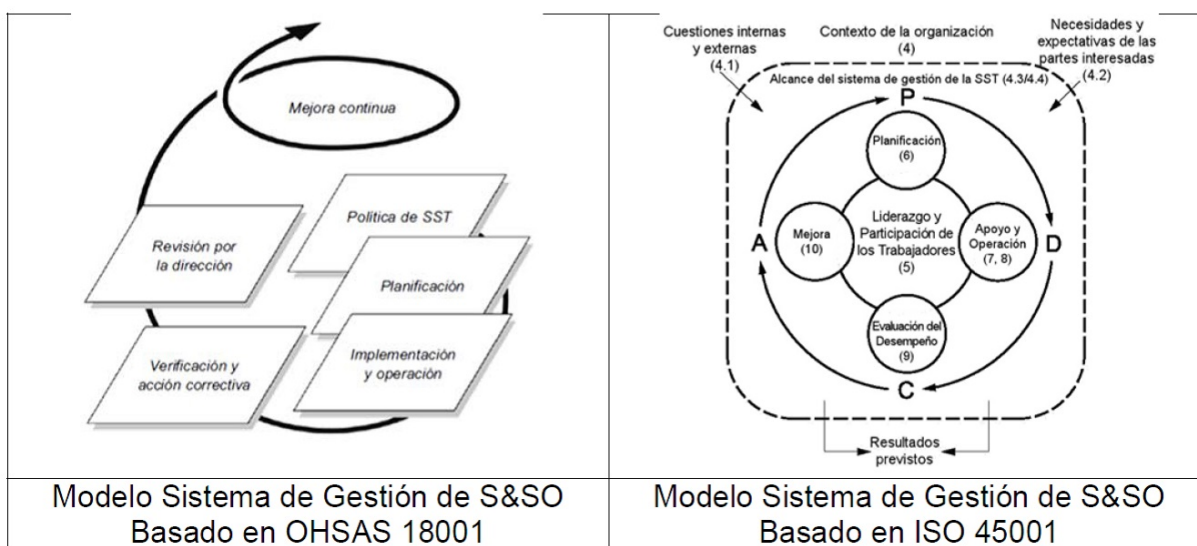 Mejora continua
Política de SST
Revisión por
la dirección
Planificación
Verificación y
acción correctiva
Implementación
y operación
Modelo Sistema de Gestión de S&SO
Basado en OHSAS 18001
Cuestiones internas
y externas
(4.1)
Contexto de la organización
(4)
Necesidades y
expectativas de las
partes interesadas
(4.2)
Alcance del sistema de gestión de la SST (4.3/4.4)
P
Planificación
(6)
A
Mejora
(10)
Liderazgo y
Participación de
los Trabajadores
(5)
Apoyo y
Operación
(7, 8)
D
Evaluación del
Desempeño
(9)
C
Resultados
previstos
Modelo Sistema de Gestión de S&SO
Basado en ISO 45001